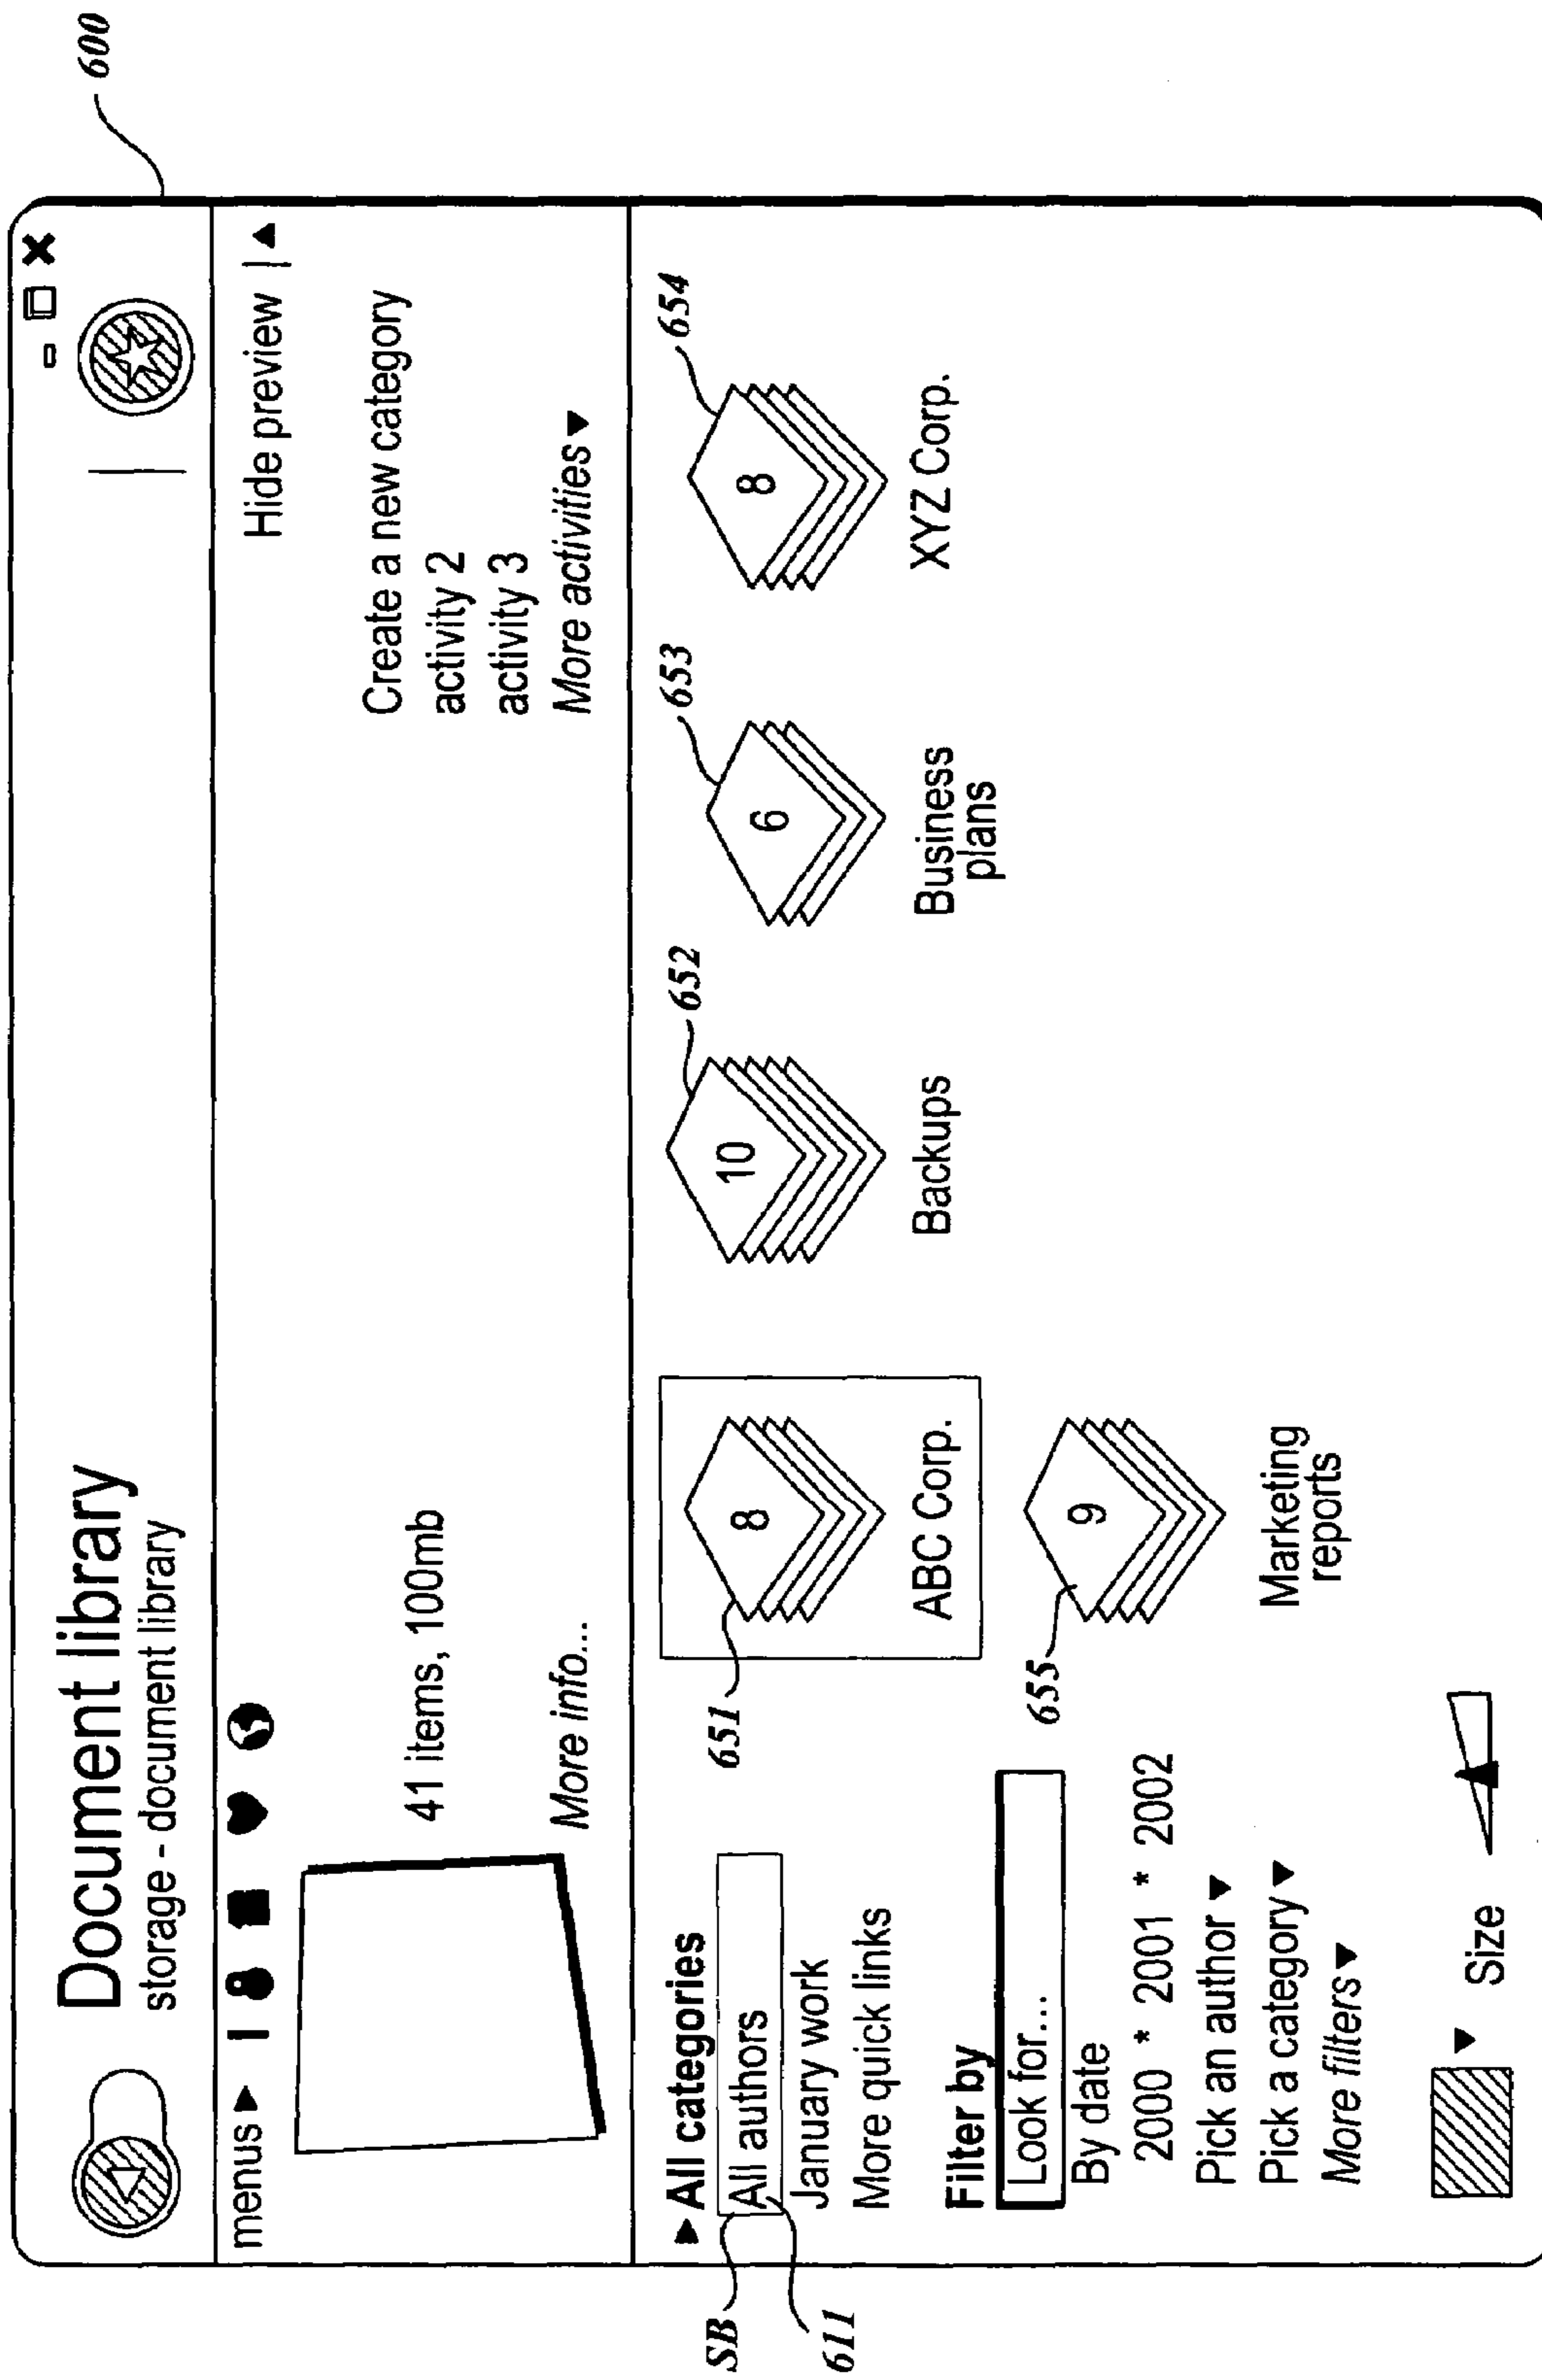 600
Document library
storage - document library
menus
Hide preview
41 items, 100mb
More info...
Create a new category
activity 2
activity 3
More activities
SB
611
All categories
All authors
January work
More quick links
Filter by
Look for...
By date
2000 * 2001 * 2002
Pick an author
Pick a category
More filters
Size
651
8
ABC Corp.
652
10
Backups
653
6
Business
plans
654
8
XYZ Corp.
655
9
Marketing
reports